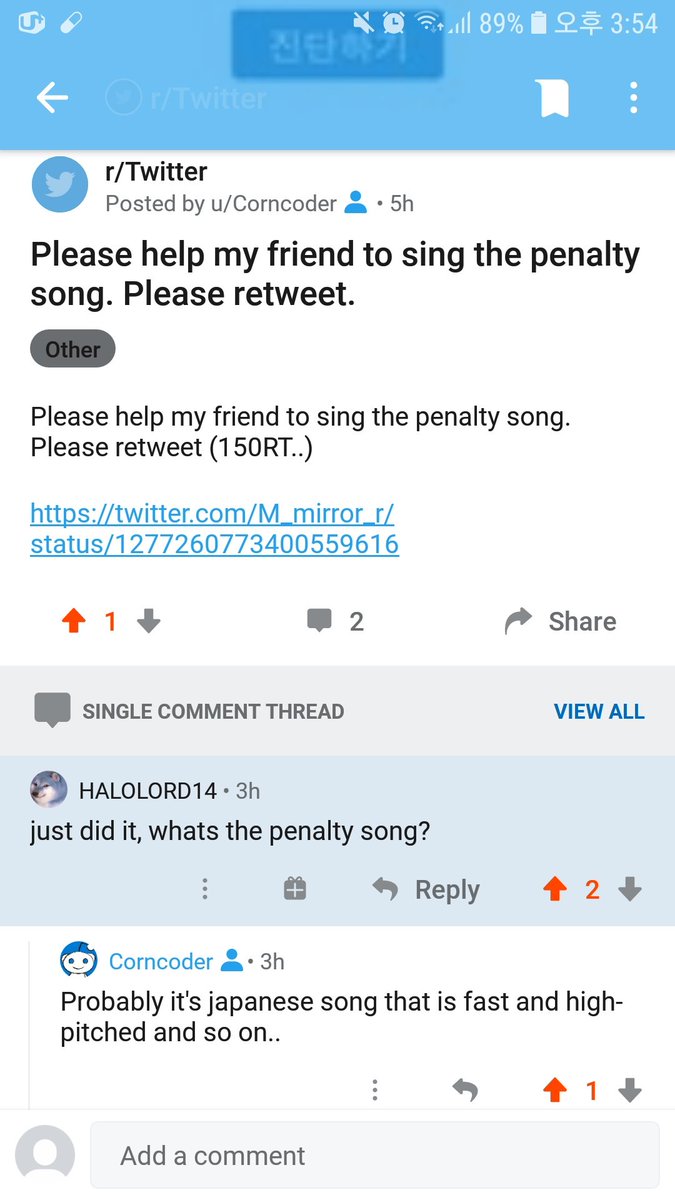 89% 오후 3:54
진단하기
r/Twitter
r/Twitter
Posted by u/Corncoder • 5h
Please help my friend to sing the penalty
song. Please retweet.
Other
Please help my friend to sing the penalty song.
Please retweet (150RT..)
https://twitter.com/M_mirror_r/
status/1277260773400559616
1
2
Share
SINGLE COMMENT THREAD
VIEW ALL
HALOLORD14 • 3h
just did it, whats the penalty song?
Reply
2
Corncoder • 3h
Probably it's japanese song that is fast and high-
pitched and so on..
1
Add a comment